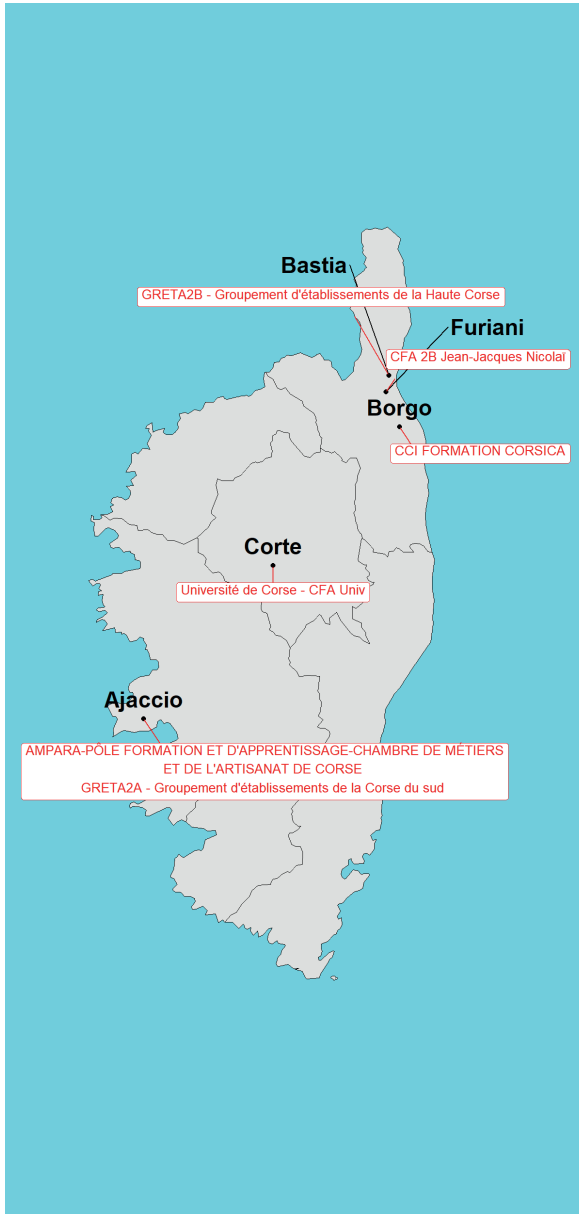 Bastia
GRETA2B - Groupement d'établissements de la Haute Corse
Furiani
CFA 2B Jean-Jacques Nicolaï
Borgo
CCI FORMATION CORSICA
Corte
Université de Corse - CFA Univ
Ajaccio
AMPARA-PÔLE FORMATION ET D'APPRENTISSAGE-CHAMBRE DE MÉTIERS
ET DE L'ARTISANAT DE CORSE
GRETA2A - Groupement d'établissements de la Corse du sud